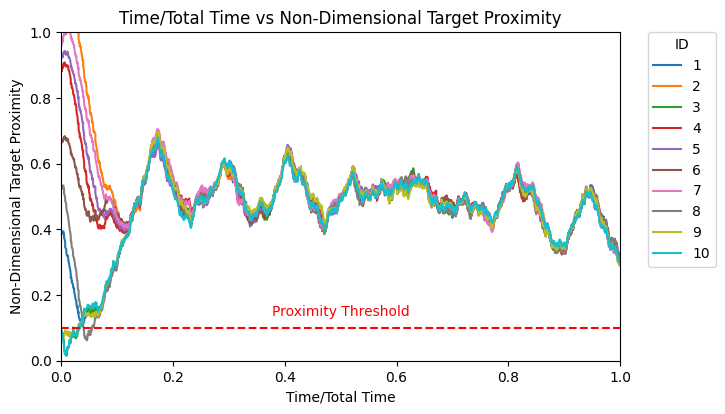 Time/Total Time vs Non-Dimensional Target Proximity
Non-Dimensional Target Proximity
1.0
0.8
0.6
0.4
0.2
0.0
Proximity Threshold
0.0 0.2 0.4 0.6 0.8 1.0
Time/Total Time
ID
1
2
3
4
5
6
7
8
9
10